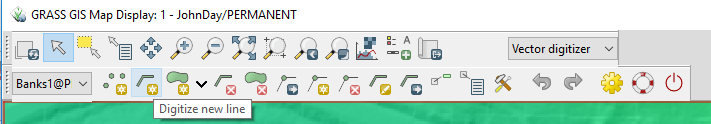 GRASS GIS Map Display: 1 - JohnDay/PERMANENT
Vector digitizer
Banks1@P
Digitize new line